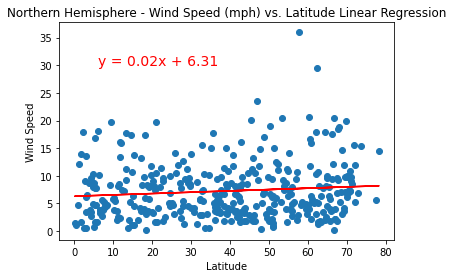 Northern Hemisphere - Wind Speed (mph) vs. Latitude Linear Regression
35
y = 0.02x + 6.31
30
25
20
15
10
5
0
Wind Speed
0 10 20 30 40 50 60 70 80
Latitude